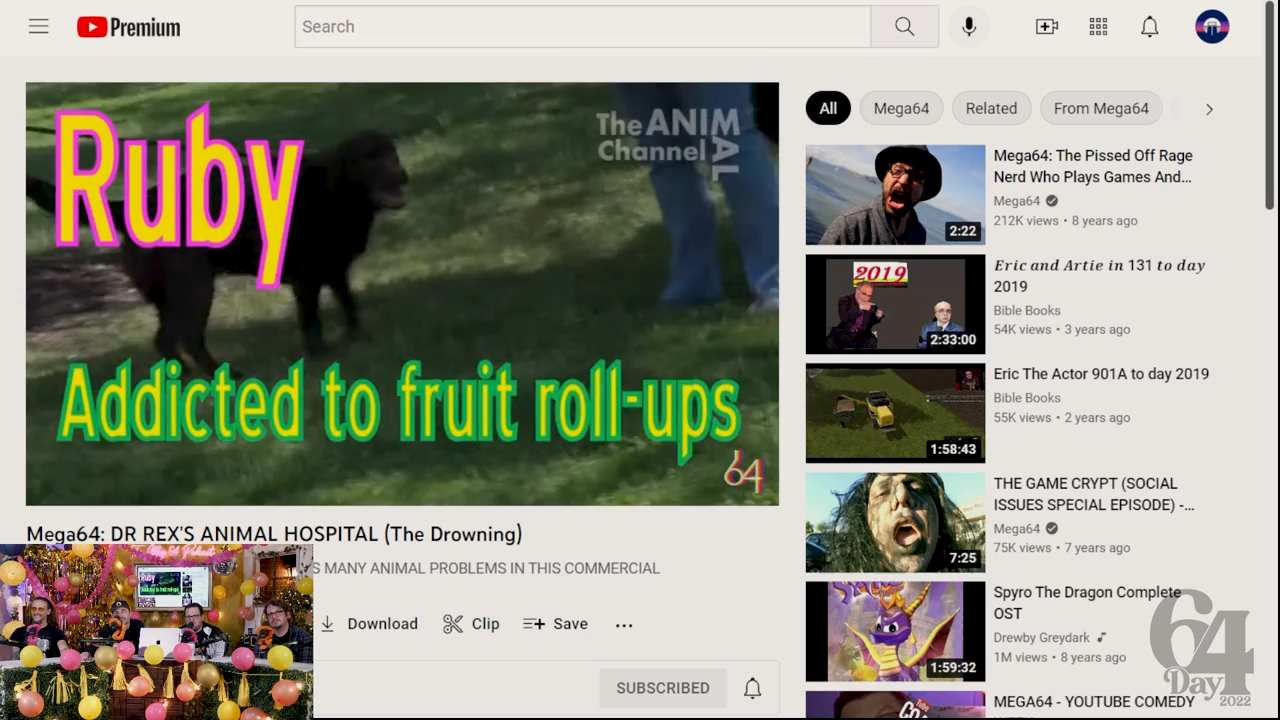 Premium
Search
Ruby
The ANIMAL
Channel
Addicted to fruit roll-ups
64
Mega64: DR REX'S ANIMAL HOSPITAL (The Drowning)
S MANY ANIMAL PROBLEMS IN THIS COMMERCIAL
Download
Clip
Save
SUBSCRIBED
All
Mega64
Related
From Mega64
2:22
Mega64: The Pissed Off Rage
Nerd Who Plays Games And...
Mega64
212K views • 8 years ago
2019
2:33:00
Eric and Artie in 131 to day
2019
Bible Books
54K views • 3 years ago
1:58:43
Eric The Actor 901A to day 2019
Bible Books
55K views • 2 years ago
7:25
THE GAME CRYPT (SOCIAL
ISSUES SPECIAL EPISODE) -...
Mega64
75K views • 7 years ago
1:59:32
Spyro The Dragon Complete
OST
Drewby Greydark
1M views • 8 years ago
MEGA64 - YOUTUBE COMEDY
64
Day
2022
Ruby
Addicted to fruit roll-ups